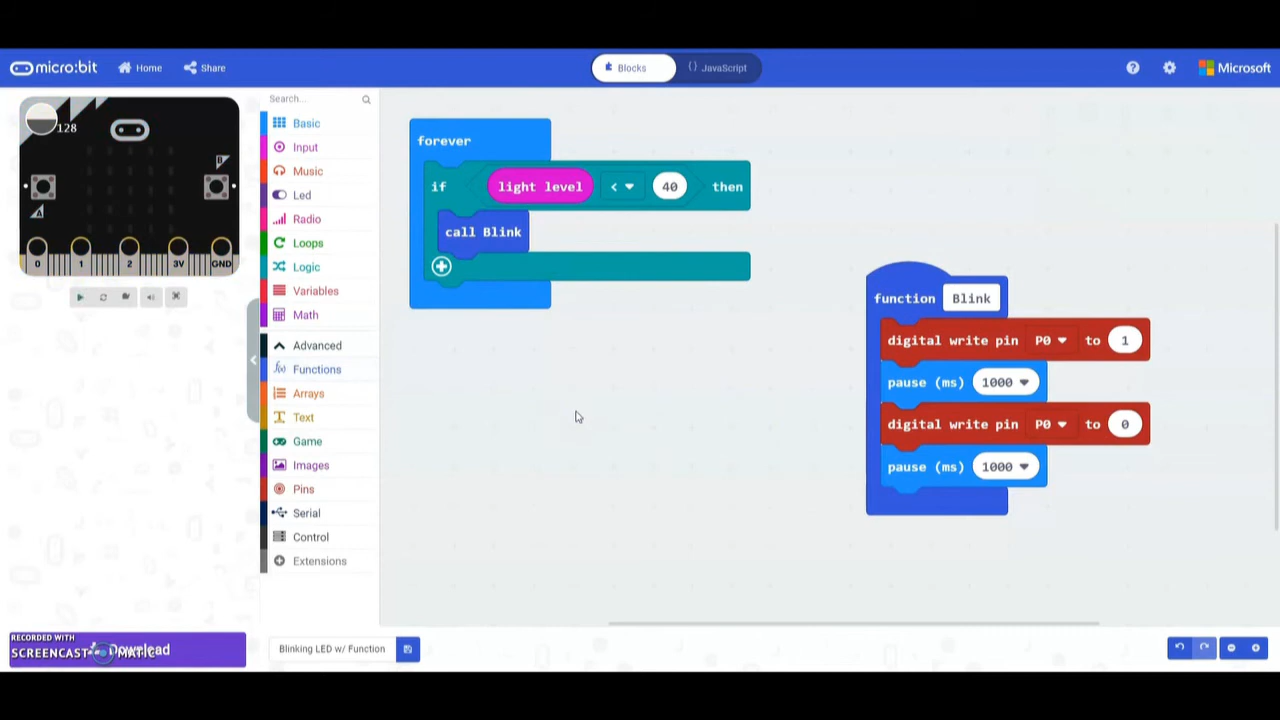 micro:bit
Home
Share
Blocks
{ } JavaScript
Microsoft
128
A
B
0 1 2 3V GND
Search...
Basic
Input
Music
Led
Radio
Loops
Logic
Variables
Math
Advanced
Functions
Arrays
Text
Game
Images
Pins
Serial
Control
Extensions
forever
if light level < 40 then
call Blink
function Blink
digital write pin P0 to 1
pause (ms) 1000
digital write pin P0 to 0
pause (ms) 1000
RECORDED WITH
SCREENCAST MATIC
Download
Blinking LED w/ Function